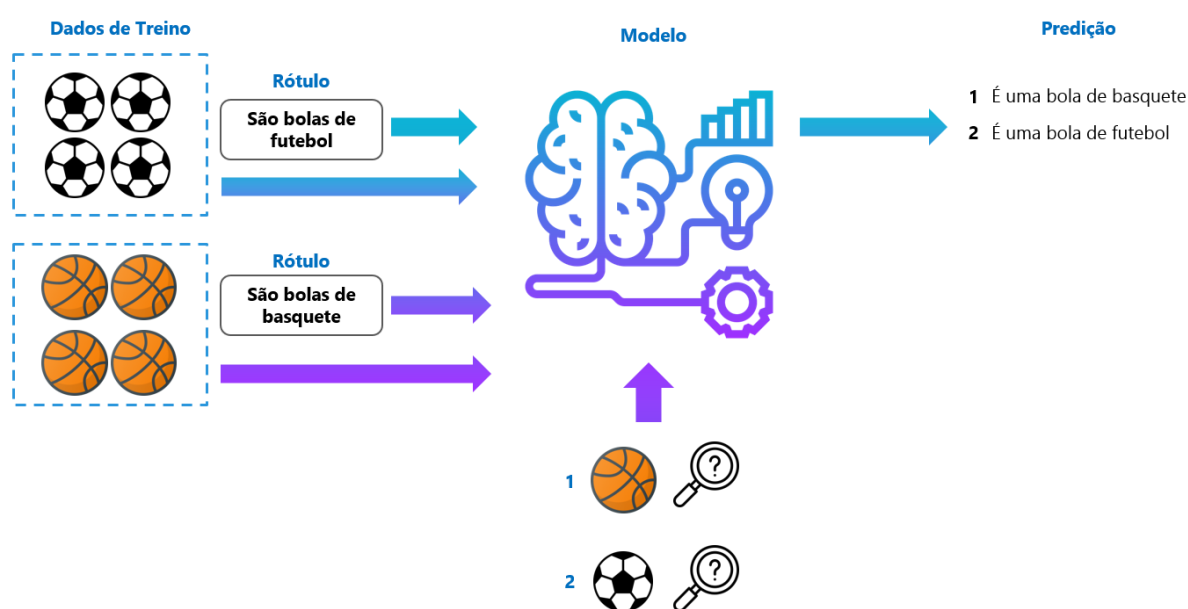 Dados de Treino
Modelo
Predição
Rótulo
São bolas de
futebol
1 É uma bola de basquete
2 É uma bola de futebol
Rótulo
São bolas de
basquete
1
?
2
?